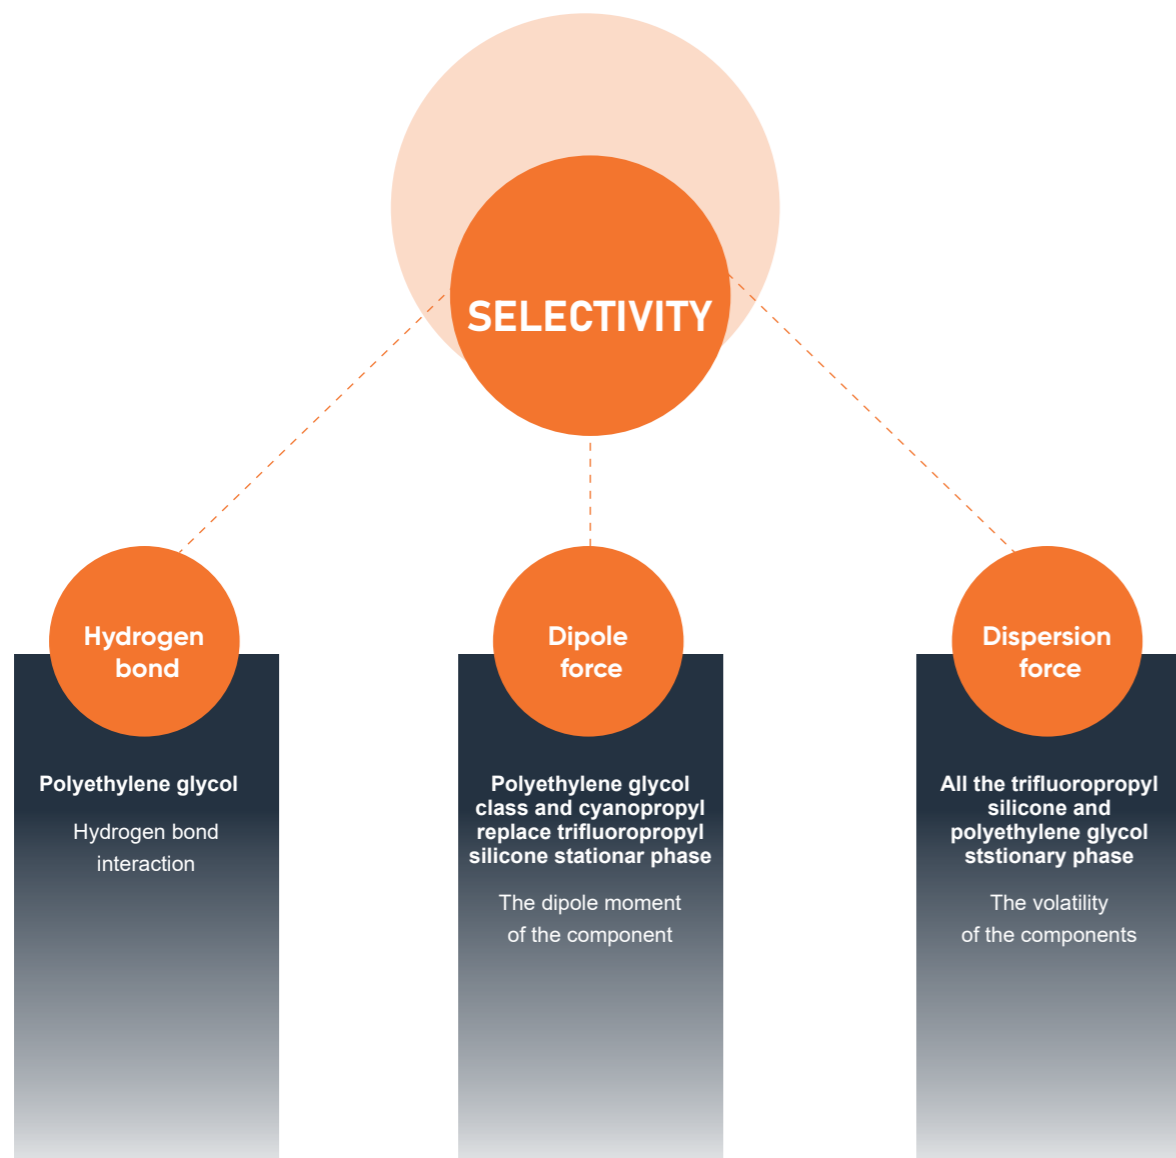 SELECTIVITY
Hydrogen
bond
Polyethylene glycol
Hydrogen bond
interaction
Dipole
force
Polyethylene glycol
class and cyanopropyl
replace trifluoropropyl
silicone stationar phase
The dipole moment
of the component
Dispersion
force
All the trifluoropropyl
silicone and
polyethylene glycol
ststionary phase
The volatility
of the components